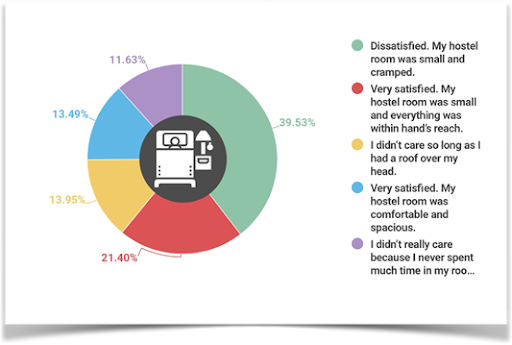 11.63%
13.49%
39.53%
13.95%
21.40%
Dissatisfied. My hostel
room was small and
cramped.
Very satisfied. My
hostel room was small
and everything was
within hand's reach.
I didn't care so long as I
had a roof over my
head.
Very satisfied. My
hostel room was
comfortable and
spacious.
I didn't really care
because I never spent
much time in my roo...